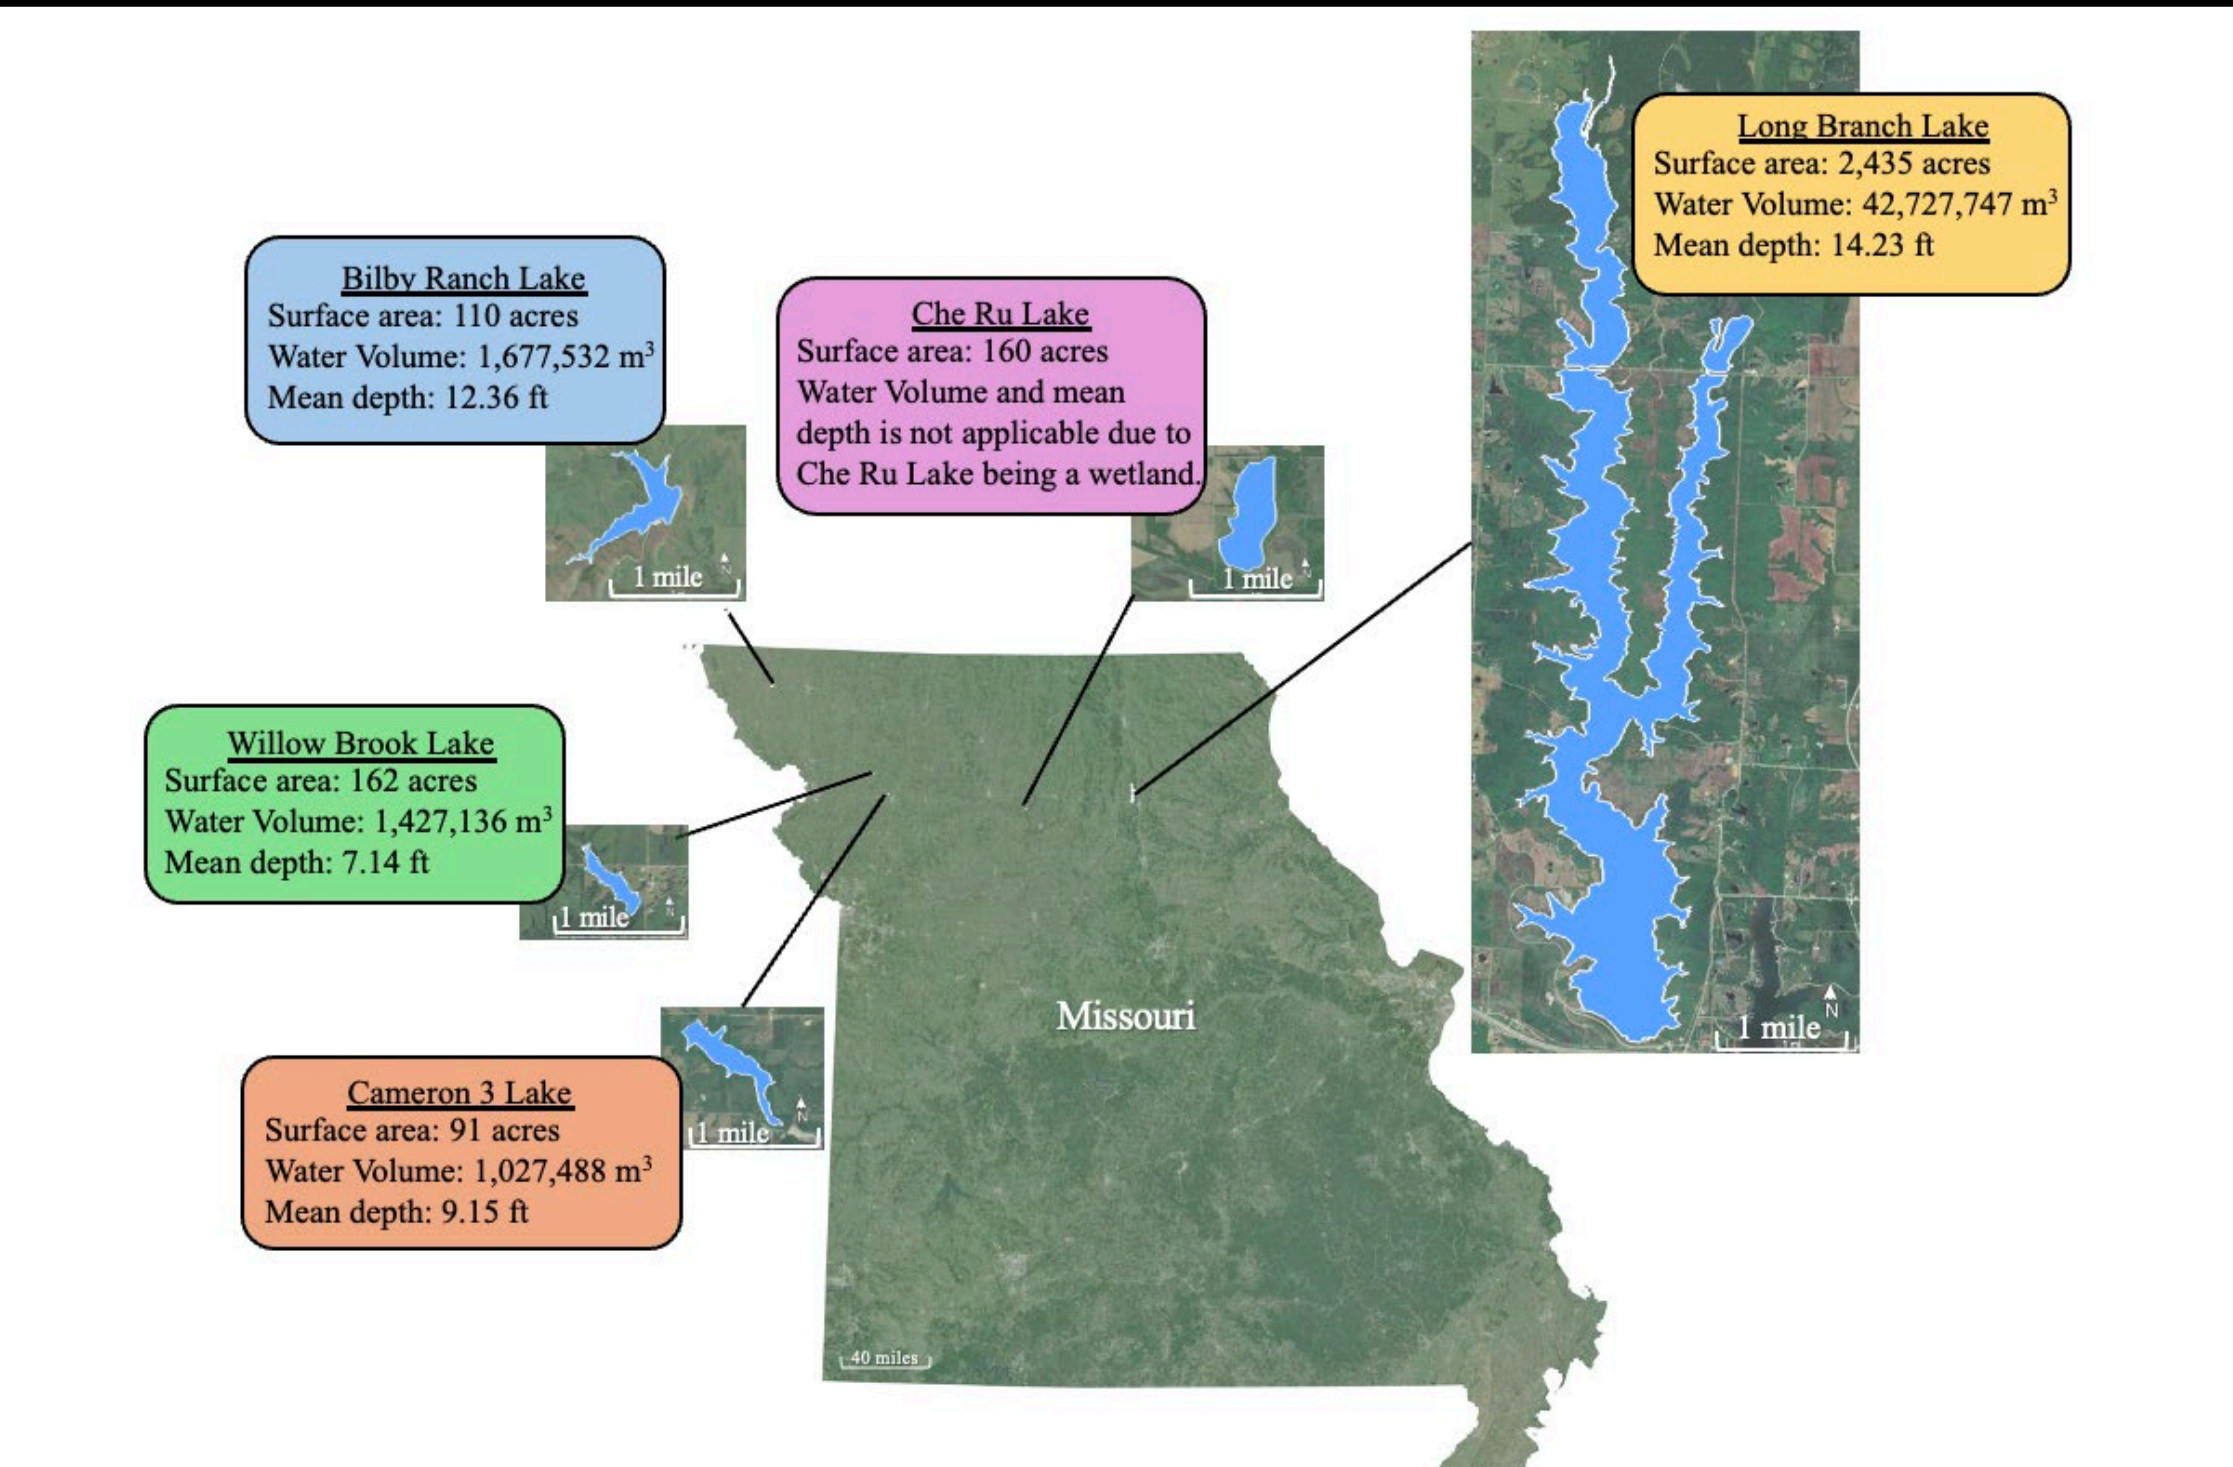 Long Branch Lake
Surface area: 2,435 acres
Water Volume: 42,727,747 m³
Mean depth: 14.23 ft
Bilby Ranch Lake
Surface area: 110 acres
Water Volume: 1,677,532 m³
Mean depth: 12.36 ft
Che Ru Lake
Surface area: 160 acres
Water Volume and mean
depth is not applicable due to
Che Ru Lake being a wetland.
N
1 mile
N
1 mile
Willow Brook Lake
Surface area: 162 acres
Water Volume: 1,427,136 m³
Mean depth: 7.14 ft
N
1 mile
Missouri
N
1 mile
Cameron 3 Lake
Surface area: 91 acres
Water Volume: 1,027,488 m³
Mean depth: 9.15 ft
N
1 mile
40 miles